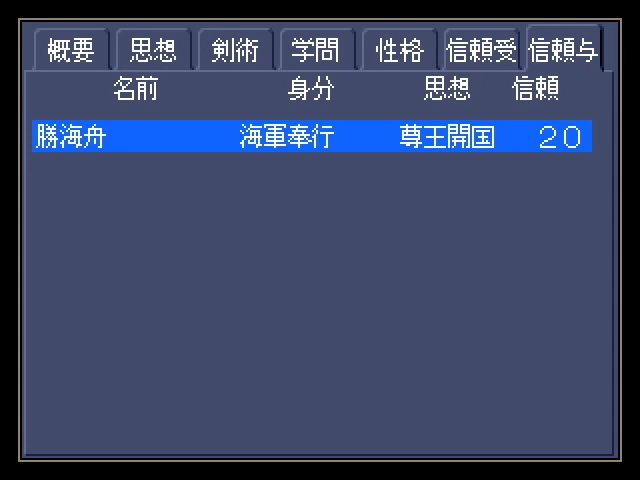 概要 思想 剣術 学問 性格 信頼受 信頼与
名前 身分 思想 信頼
勝海舟 海軍奉行 尊王開国 20